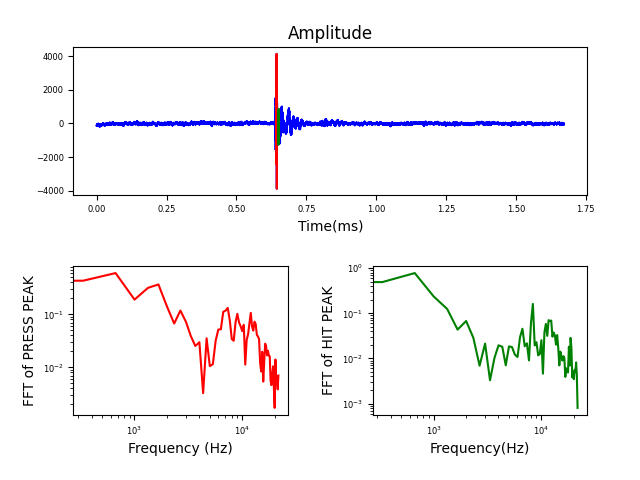 Amplitude
4000
2000
0
−2000
−4000
0.00 0.25 0.50 0.75 1.00 1.25 1.50 1.75
Time(ms)
FFT of PRESS PEAK
10⁻¹
10⁻²
10³ 10⁴
Frequency (Hz)
FFT of HIT PEAK
10⁰
10⁻¹
10⁻²
10⁻³
10³ 10⁴
Frequency(Hz)